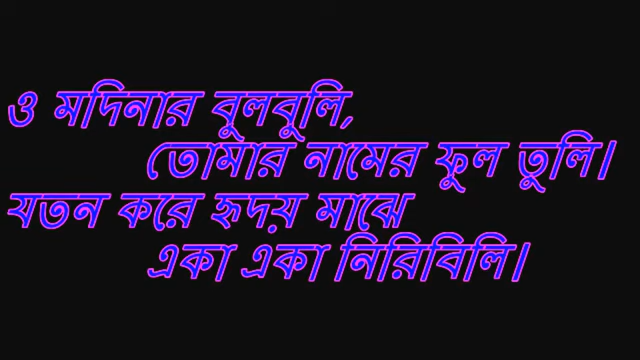 ও মদিনার বুলবুলি,
তোমার নামের ফুল তুলি।
যতন করে হৃদয় মাঝে
একা একা নিরিবিলি।